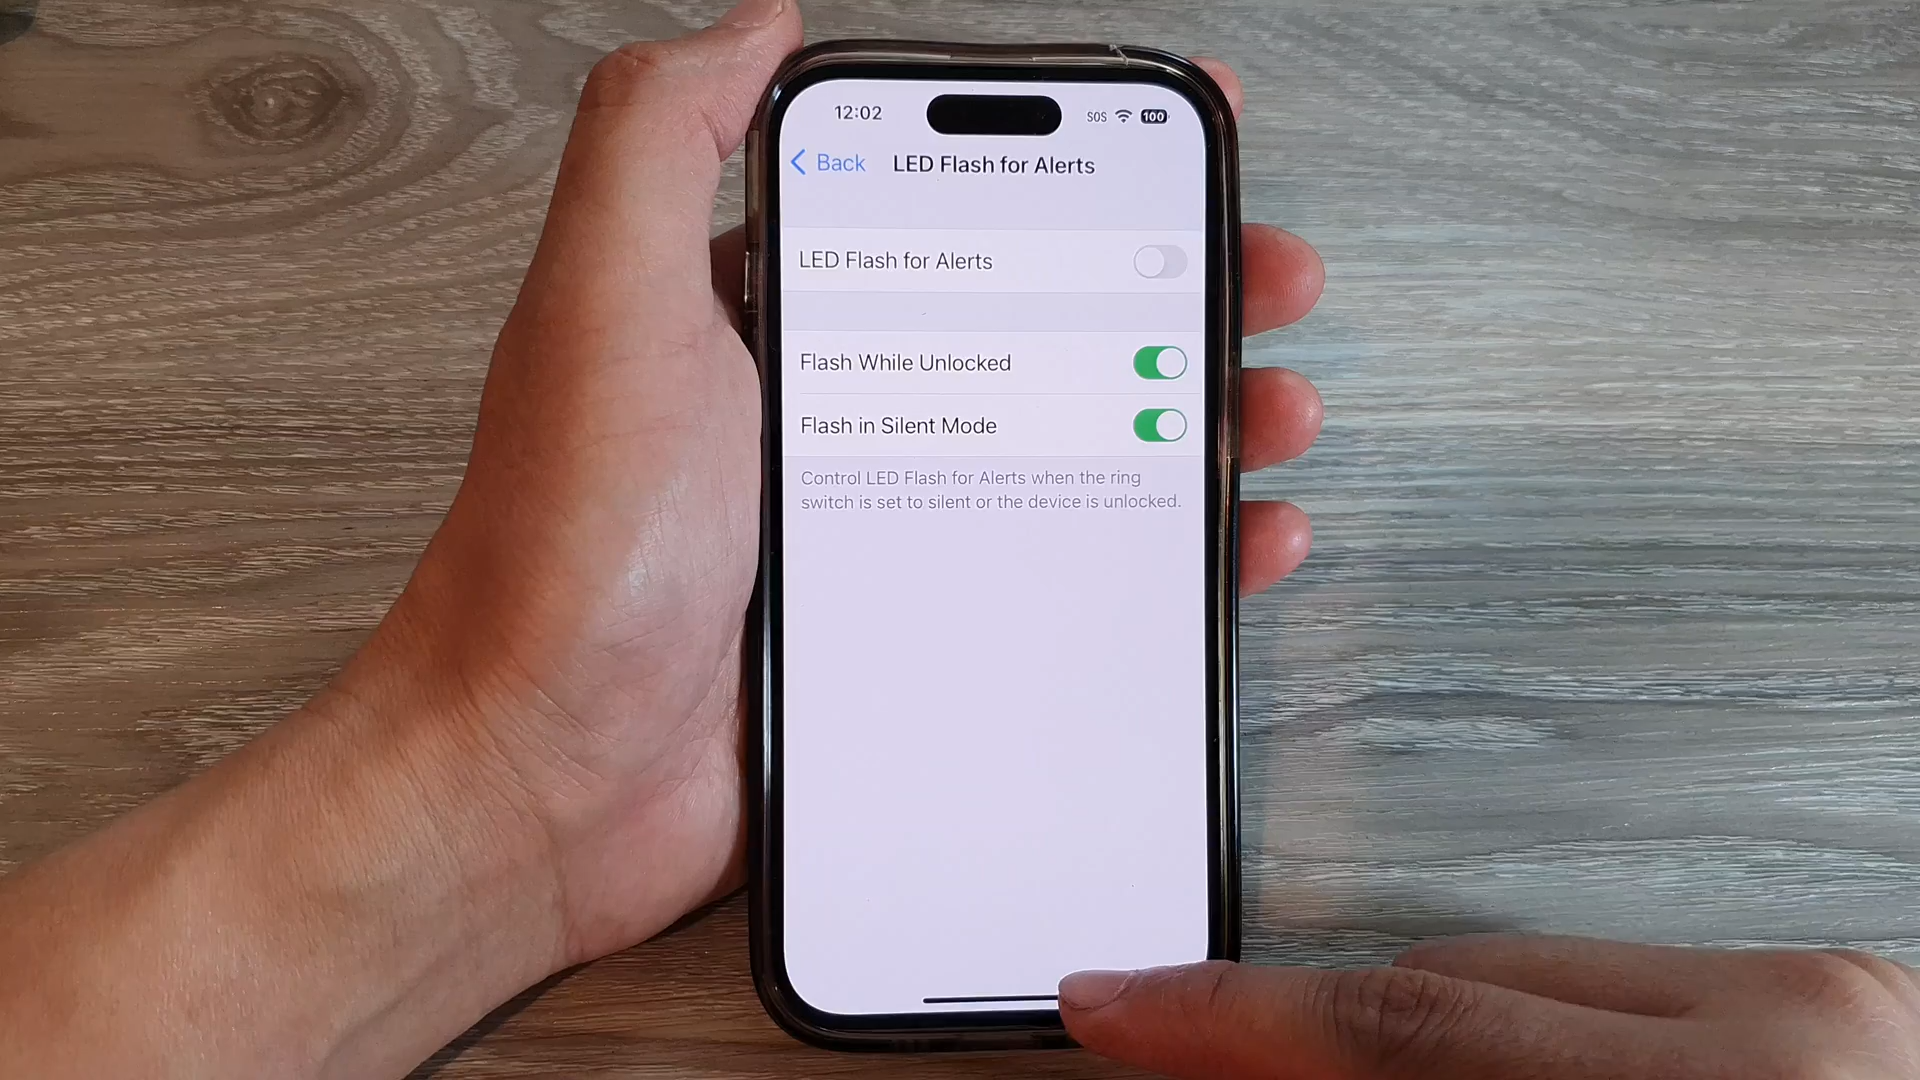 12:02 SOS 100
Back LED Flash for Alerts
LED Flash for Alerts
Flash While Unlocked
Flash in Silent Mode
Control LED Flash for Alerts when the ring
switch is set to silent or the device is unlocked.